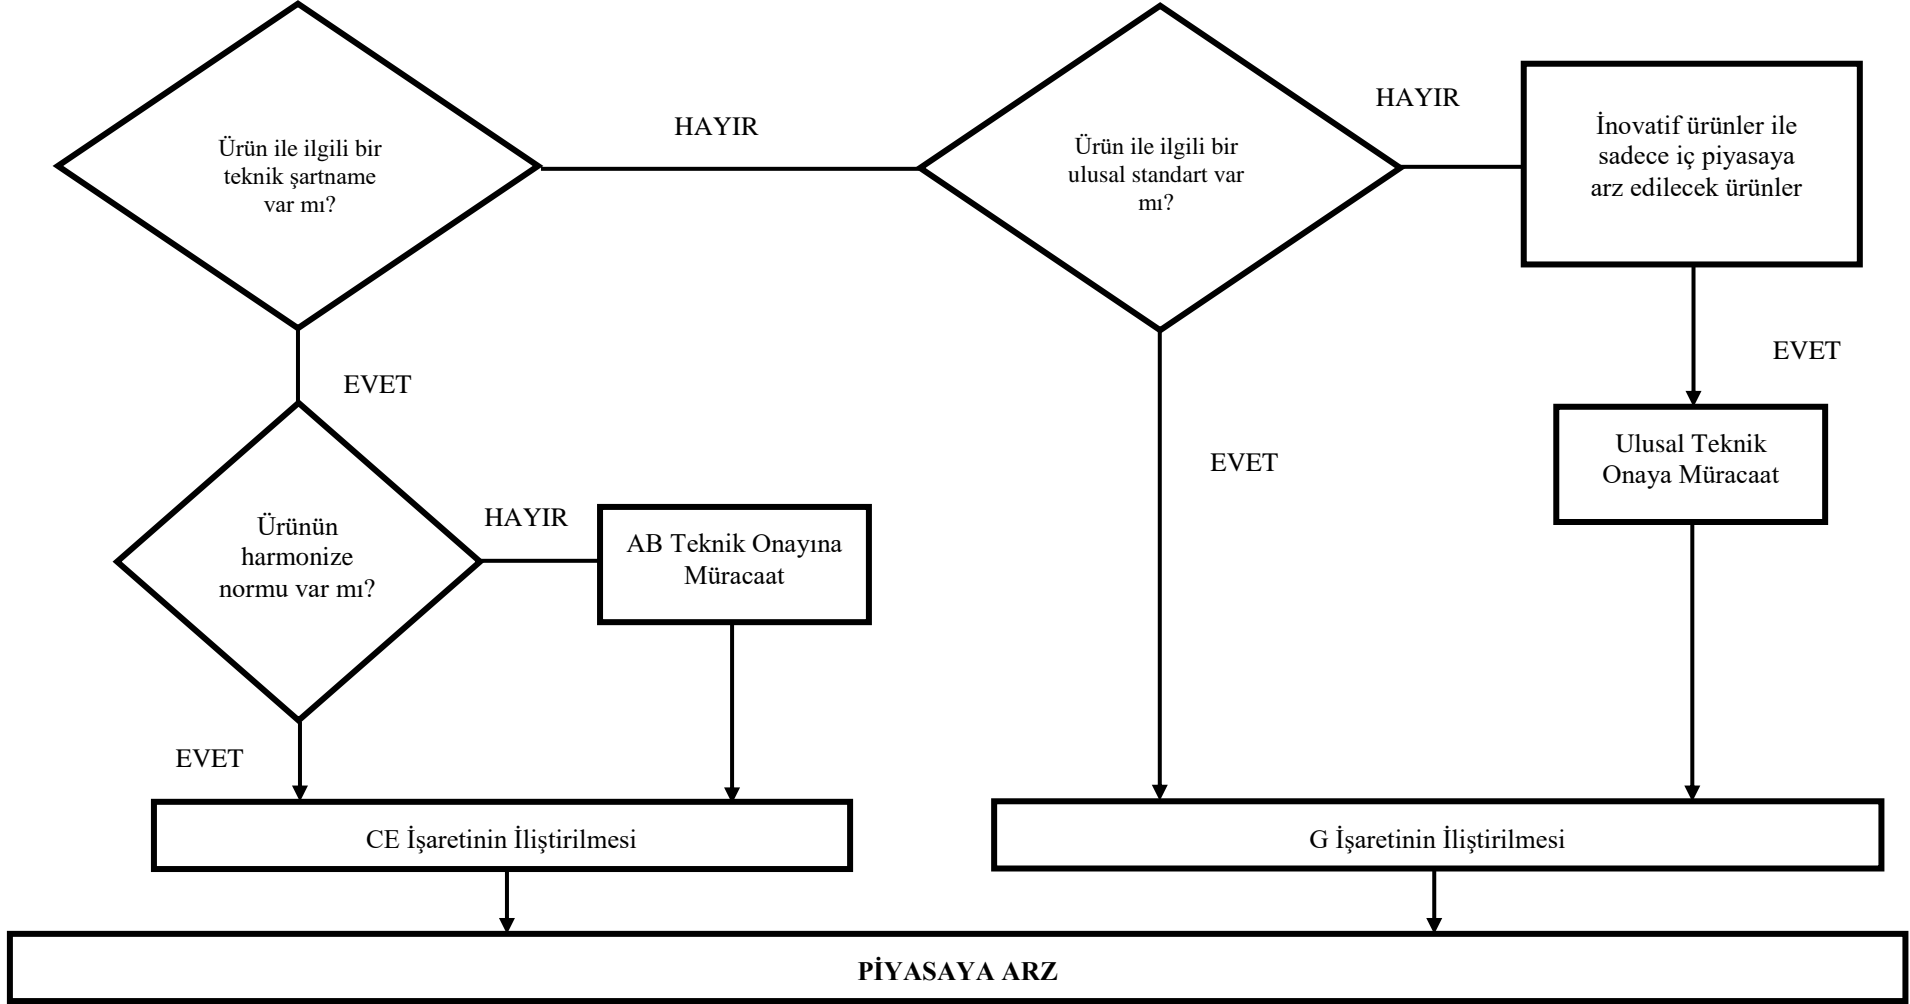 Ürün ile ilgili bir
teknik şartname
var mı?
HAYIR
Ürün ile ilgili bir
ulusal standart var
mı?
HAYIR
İnovatif ürünler ile
sadece iç piyasaya
arz edilecek ürünler
EVET
EVET
Ulusal Teknik
Onaya Müracaat
EVET
Ürünün
harmonize
normu var mı?
HAYIR
AB Teknik Onayına
Müracaat
EVET
CE İşaretinin İliştirilmesi
G İşaretinin İliştirilmesi
PİYASAYA ARZ